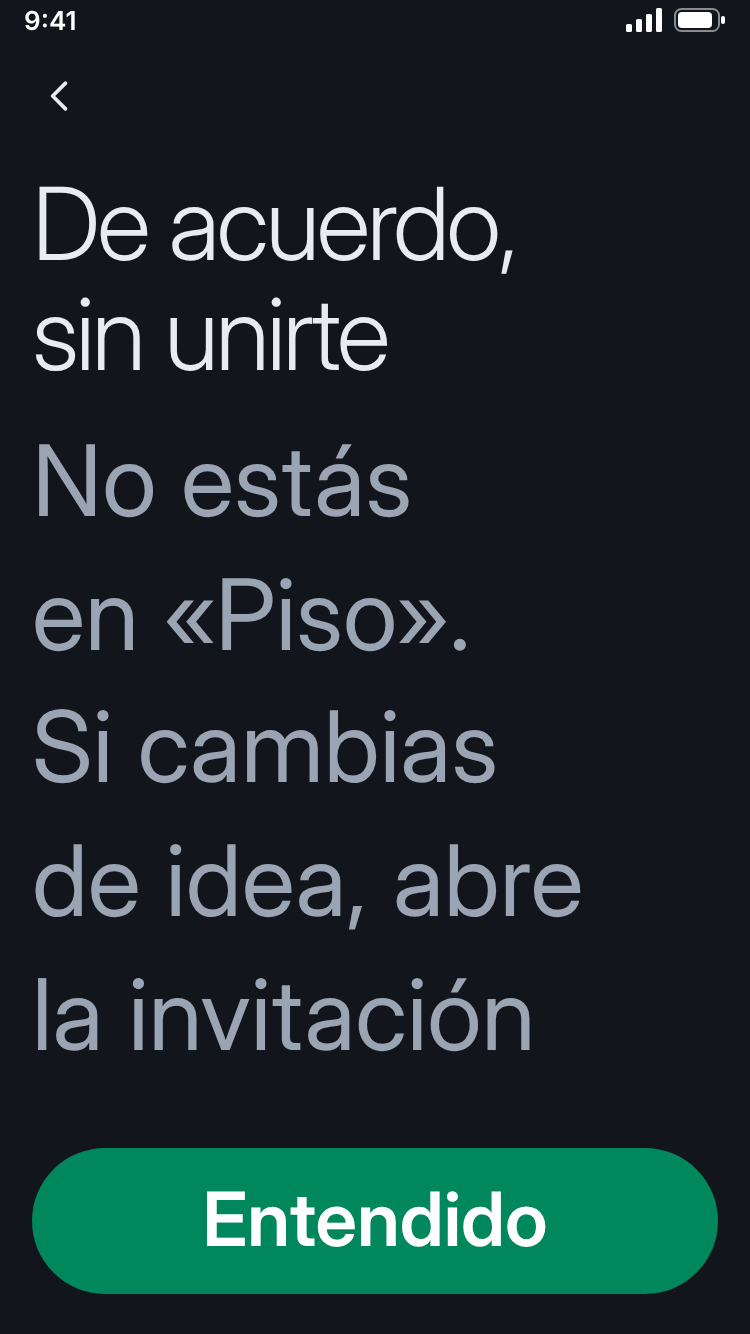 9:41
De acuerdo,
sin unirte
No estás
en «Piso».
Si cambias
de idea, abre
la invitación
Entendido